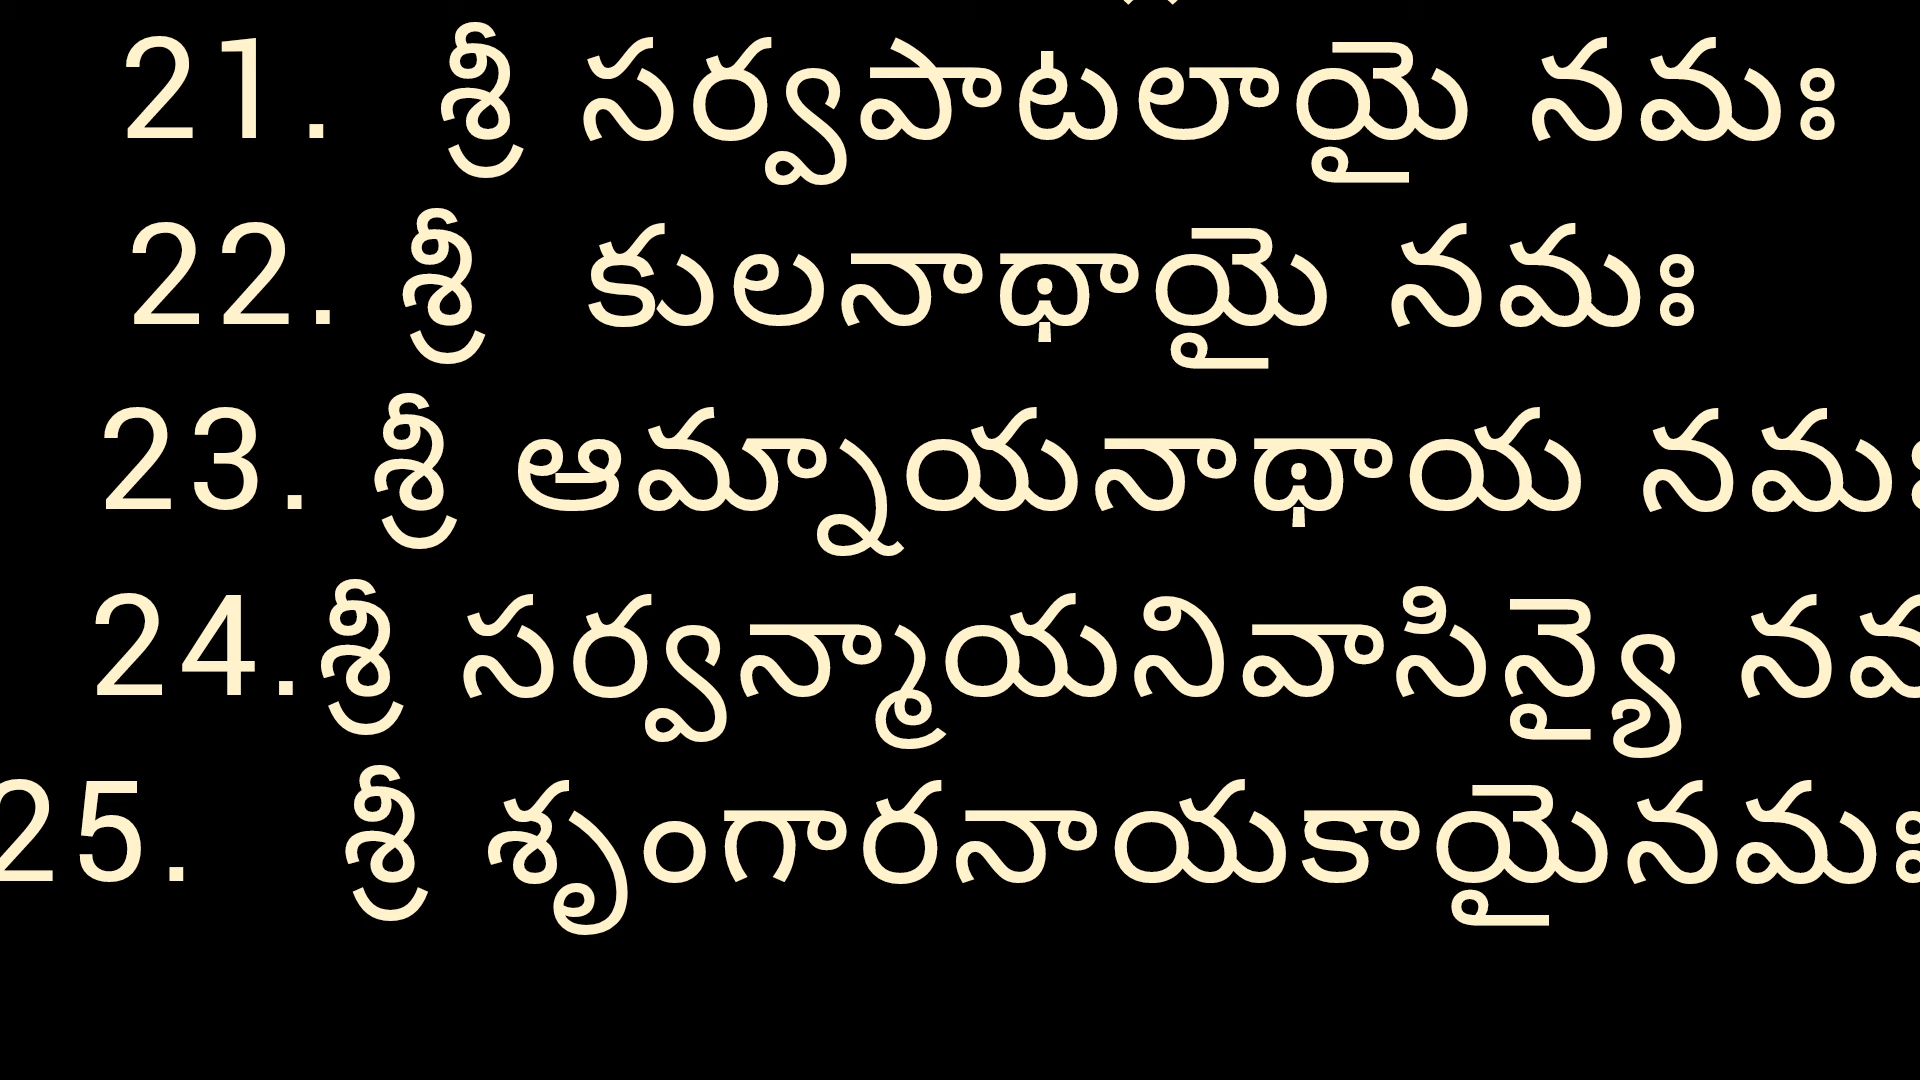 21. శ్రీ సర్వపాటలాయై నమః
22. శ్రీ కులనాథాయై నమః
23. శ్రీ ఆమ్నాయనాథాయ నమః
24.శ్రీ సర్వన్మాయనివాసిన్యై నమ
25. శ్రీ శృంగారనాయకాయైనమః